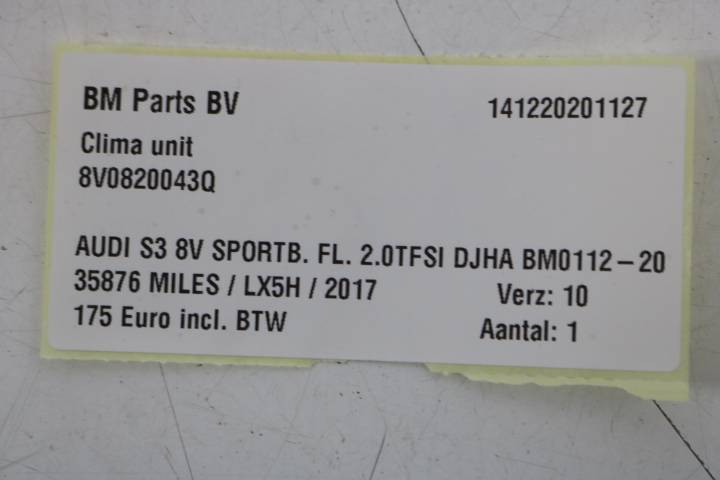 BM Parts BV 141220201127
Clima unit
8V0820043Q
AUDI S3 8V SPORTB. FL. 2.0TFSI DJHA BM0112-20
35876 MILES / LX5H / 2017 Verz: 10
175 Euro incl. BTW Aantal: 1